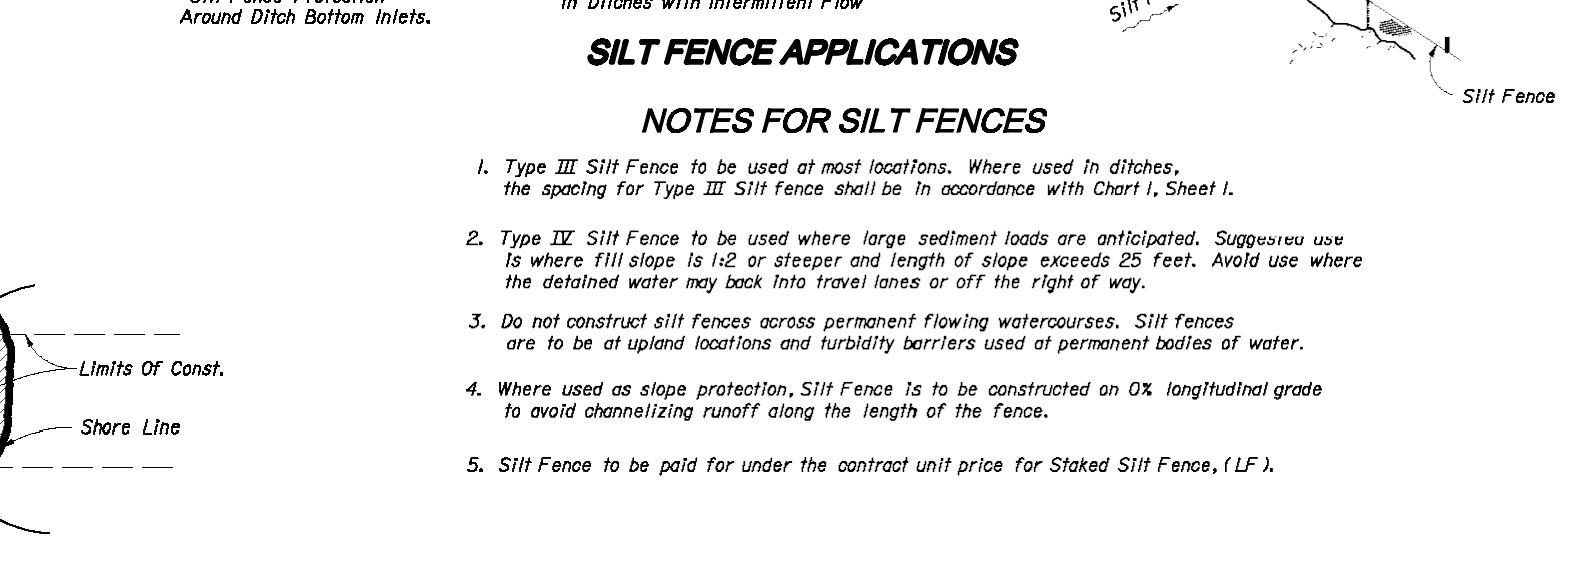 Around Ditch Bottom Inlets.
In Ditches with Intermittent Flow
Silt
SILT FENCE APPLICATIONS
Silt Fence
NOTES FOR SILT FENCES
1. Type III Silt Fence to be used at most locations. Where used in ditches,
the spacing for Type III Silt fence shall be in accordance with Chart 1, Sheet 1.
2. Type IV Silt Fence to be used where large sediment loads are anticipated. Suggested use
is where fill slope is 1:2 or steeper and length of slope exceeds 25 feet. Avoid use where
the detained water may back into travel lanes or off the right of way.
3. Do not construct silt fences across permanent flowing watercourses. Silt fences
are to be at upland locations and turbidity barriers used at permanent bodies of water.
Limits Of Const.
4. Where used as slope protection, Silt Fence is to be constructed on 0% longitudinal grade
to avoid channelizing runoff along the length of the fence.
Shore Line
5. Silt Fence to be paid for under the contract unit price for Staked Silt Fence, (LF).